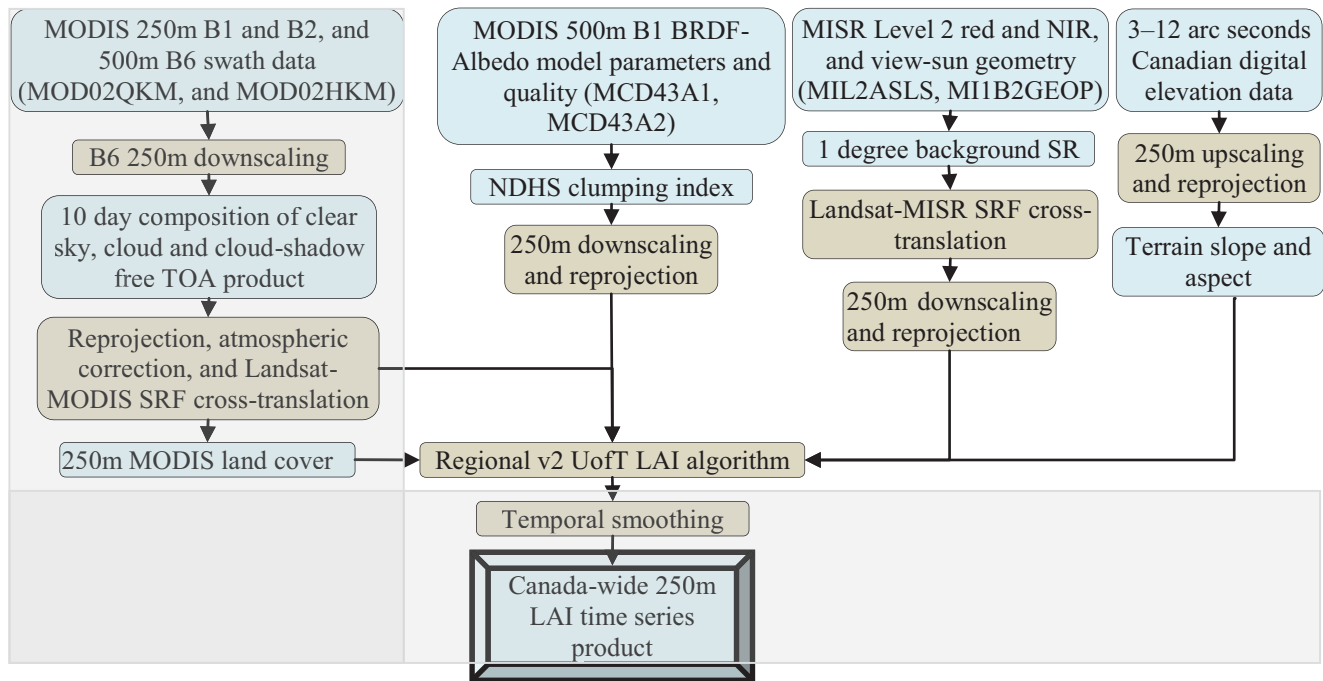 MODIS 250m B1 and B2, and
500m B6 swath data
(MOD02QKM, and MOD02HKM)
B6 250m downscaling
10 day composition of clear
sky, cloud and cloud-shadow
free TOA product
Reprojection, atmospheric
correction, and Landsat-
MODIS SRF cross-translation
250m MODIS land cover
MODIS 500m B1 BRDF-
Albedo model parameters and
quality (MCD43A1,
MCD43A2)
NDHS clumping index
250m downscaling
and reprojection
MISR Level 2 red and NIR,
and view-sun geometry
(MIL2ASLS, MI1B2GEOP)
1 degree background SR
Landsat-MISR SRF cross-
translation
250m downscaling
and reprojection
3–12 arc seconds
Canadian digital
elevation data
250m upscaling
and reprojection
Terrain slope and
aspect
Regional v2 UofT LAI algorithm
Temporal smoothing
Canada-wide 250m
LAI time series
product